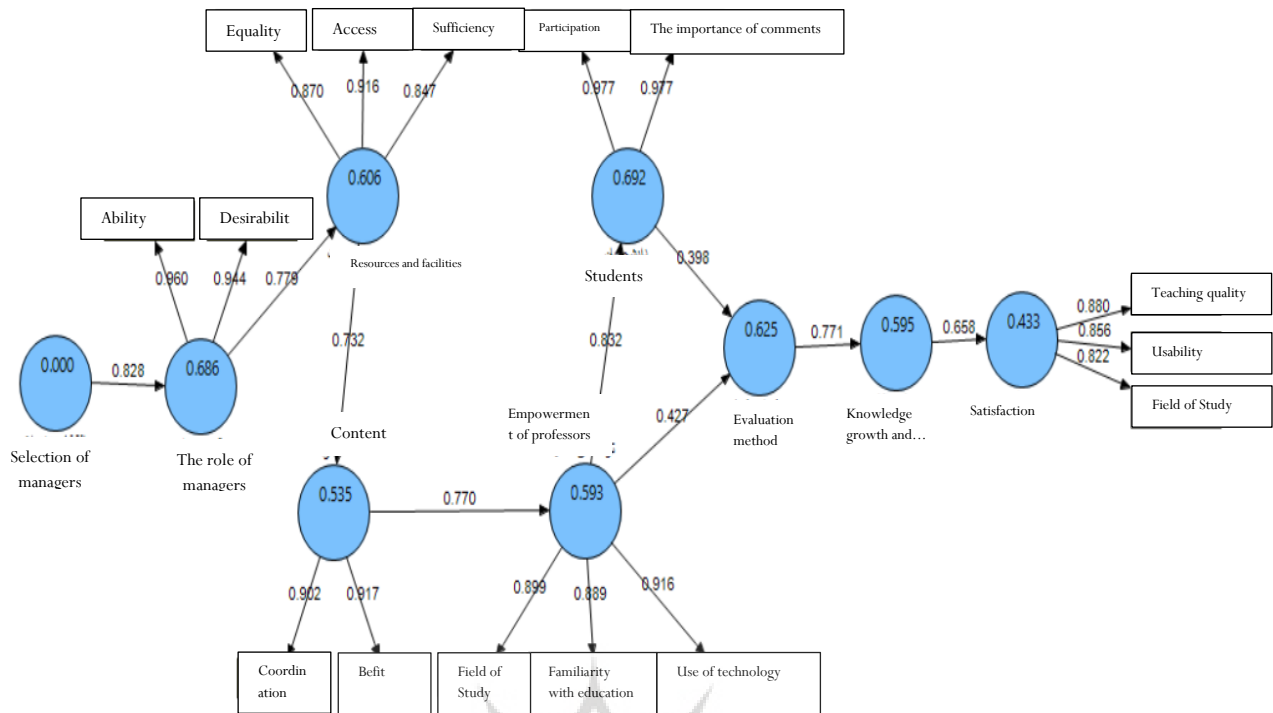 Equality
Access
Sufficiency
Participation
The importance of comments
0.870
0.916
0.847
0.977
0.977
0.606
0.692
Ability
Desirabilit
Resources and facilities
Students
0.960
0.944
0.779
0.398
Teaching quality
0.880
0.856
0.822
Usability
Field of Study
0.000
0.828
0.686
0.732
0.832
0.625
0.771
0.595
0.658
0.433
Selection of
managers
The role of
managers
Content
Empowermen
t of professors
0.427
Evaluation
method
Knowledge
growth and...
Satisfaction
0.535
0.770
0.593
0.902
0.917
0.899
0.889
0.916
Coordin
ation
Befit
Field of
Study
Familiarity
with education
Use of technology